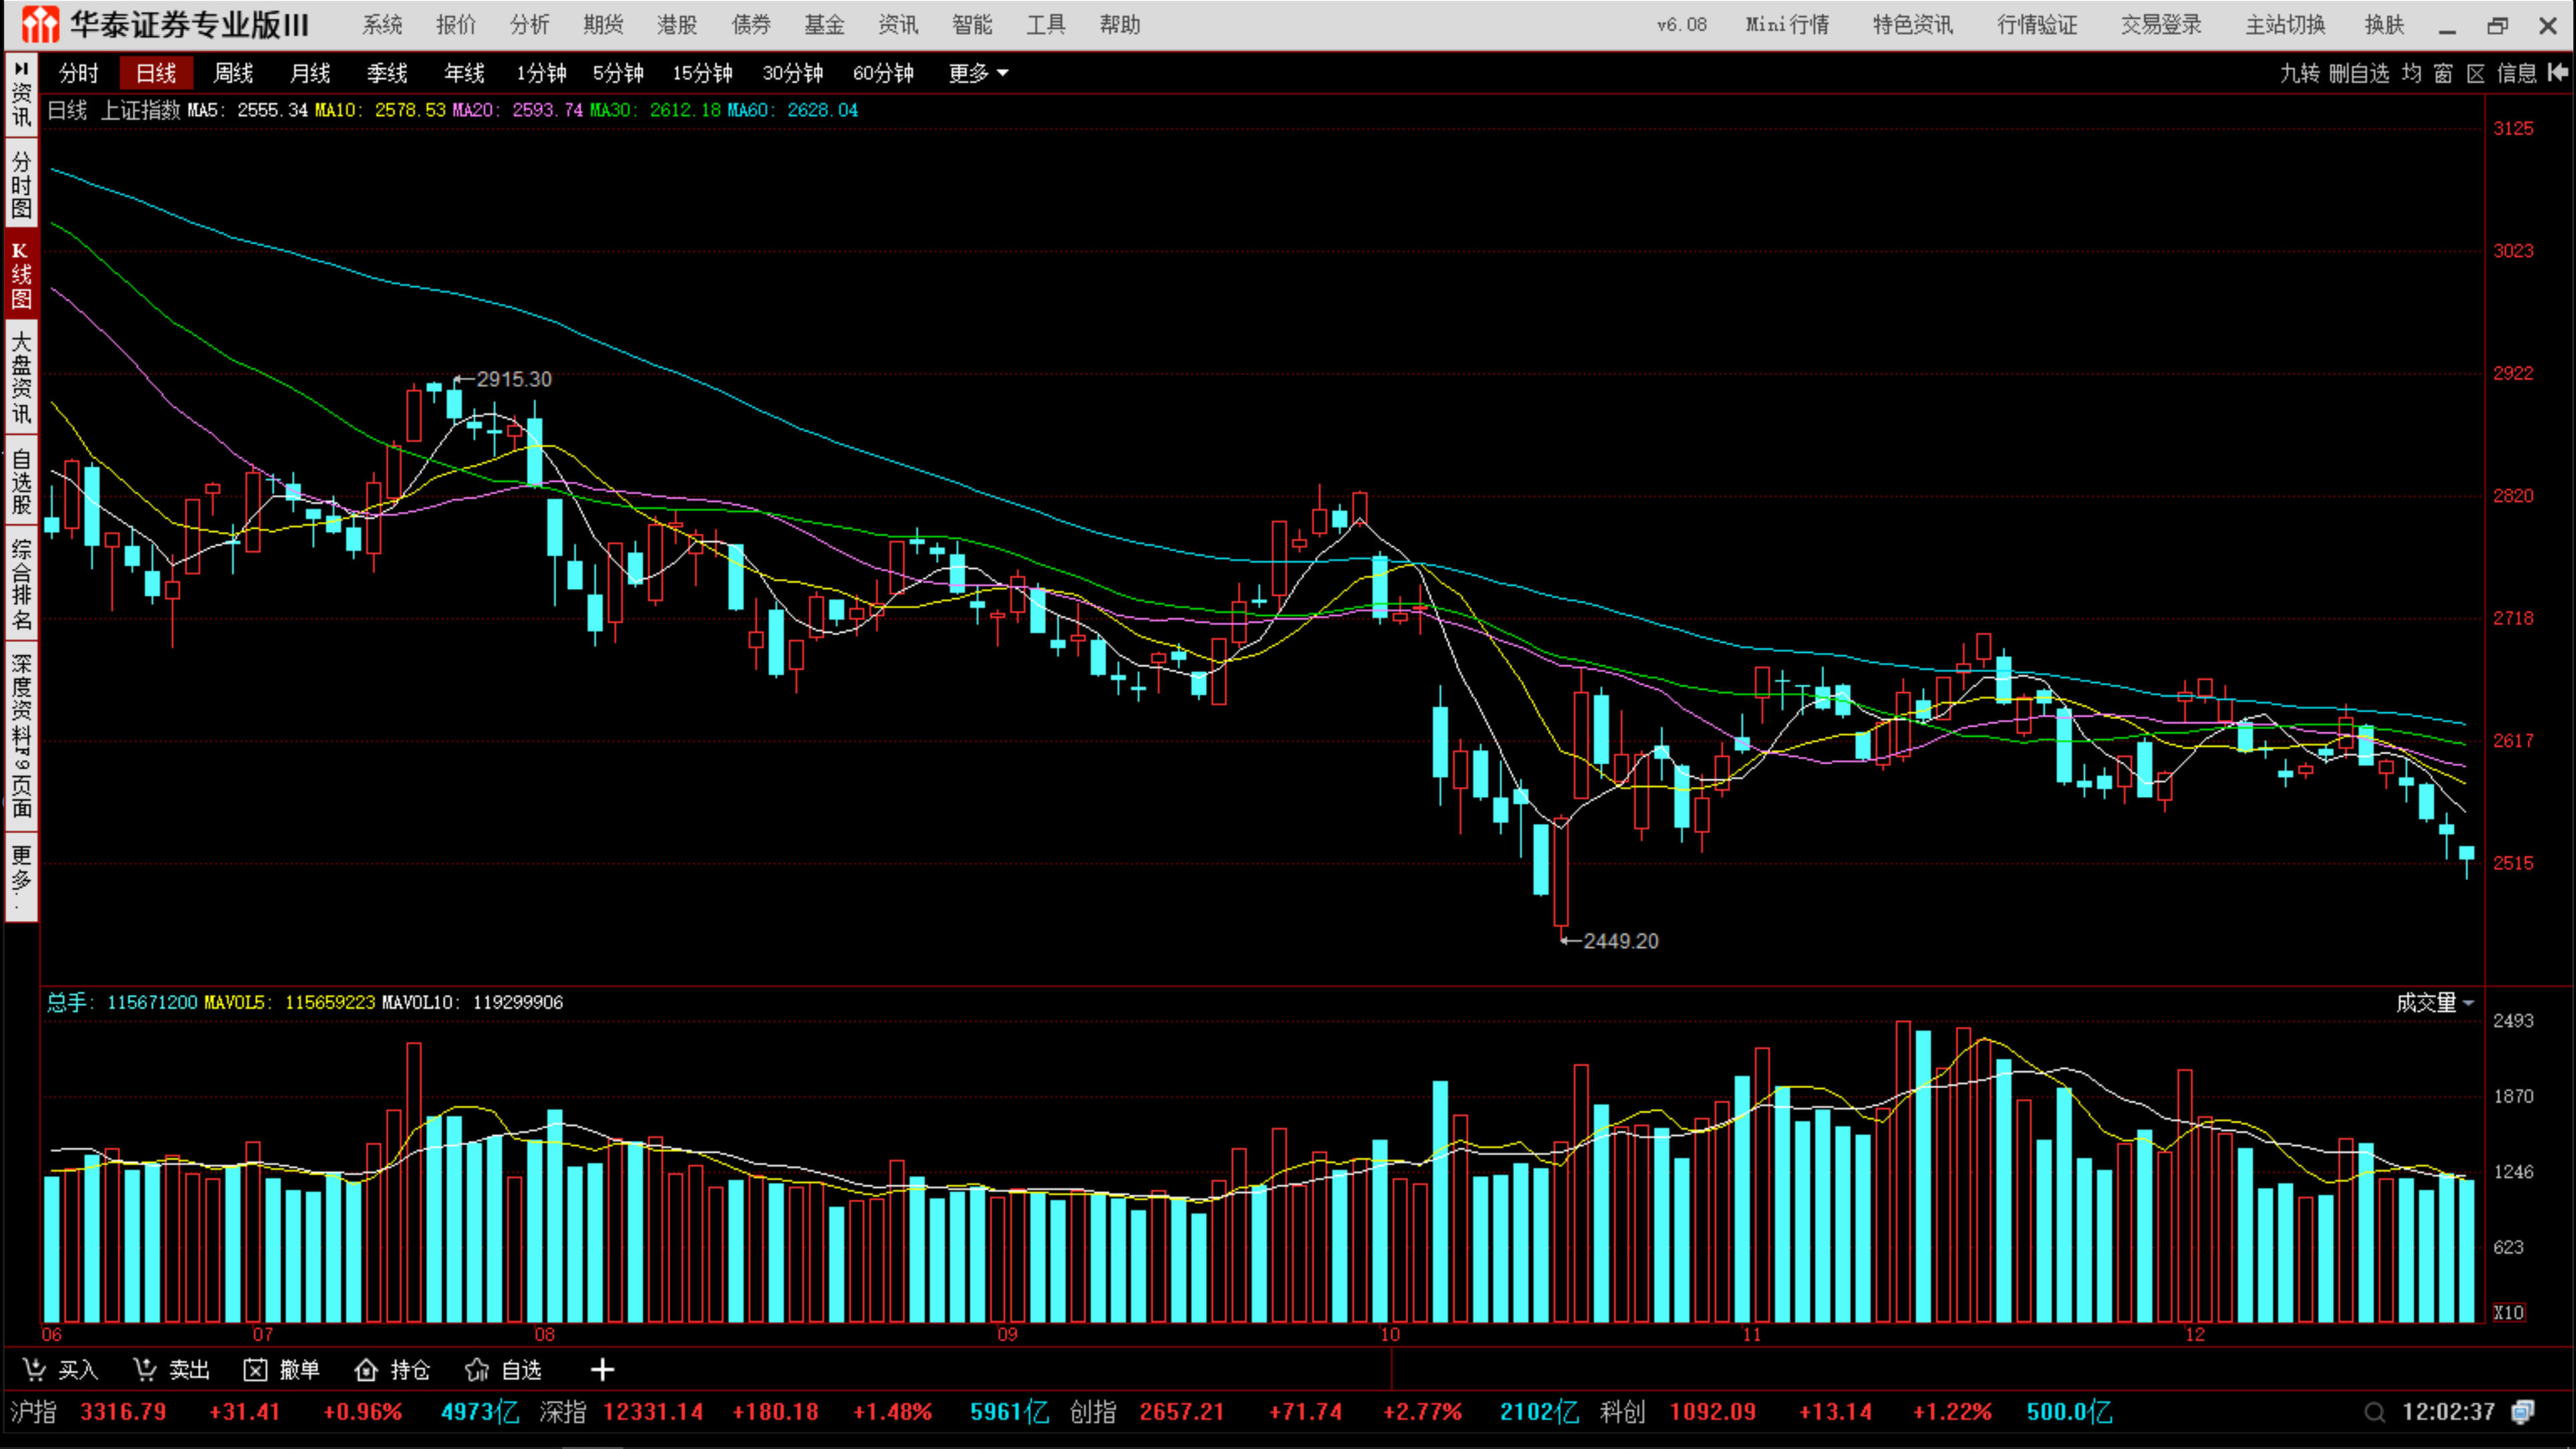 华泰证券专业版III 系统 报价 分析 期货 港股 债券 基金 资讯 智能 工具 帮助 v6.08 Mini行情 特色资讯 行情验证 交易登录 主站切换 换肤
分时 日线 周线 月线 季线 年线 1分钟 5分钟 15分钟 30分钟 60分钟 更多 九转 删自选 均 窗 区 信息
资讯
分时图
K线图
大盘资讯
自选股
综合排名
深度资料F9页面
更多..
日线 上证指数 MA5: 2555.34 MA10: 2578.53 MA20: 2593.74 MA30: 2612.18 MA60: 2628.04
3125
3023
2922
2820
2718
2617
2515
2915.30
2449.20
总手: 115671200 MAVOL5: 115659223 MAVOL10: 119299906 成交量
2493
1870
1246
623
X10
06 07 08 09 10 11 12
买入 卖出 撤单 持仓 自选 +
沪指 3316.79 +31.41 +0.96% 4973亿 深指 12331.14 +180.18 +1.48% 5961亿 创指 2657.21 +71.74 +2.77% 2102亿 科创 1092.09 +13.14 +1.22% 500.0亿 12:02:37